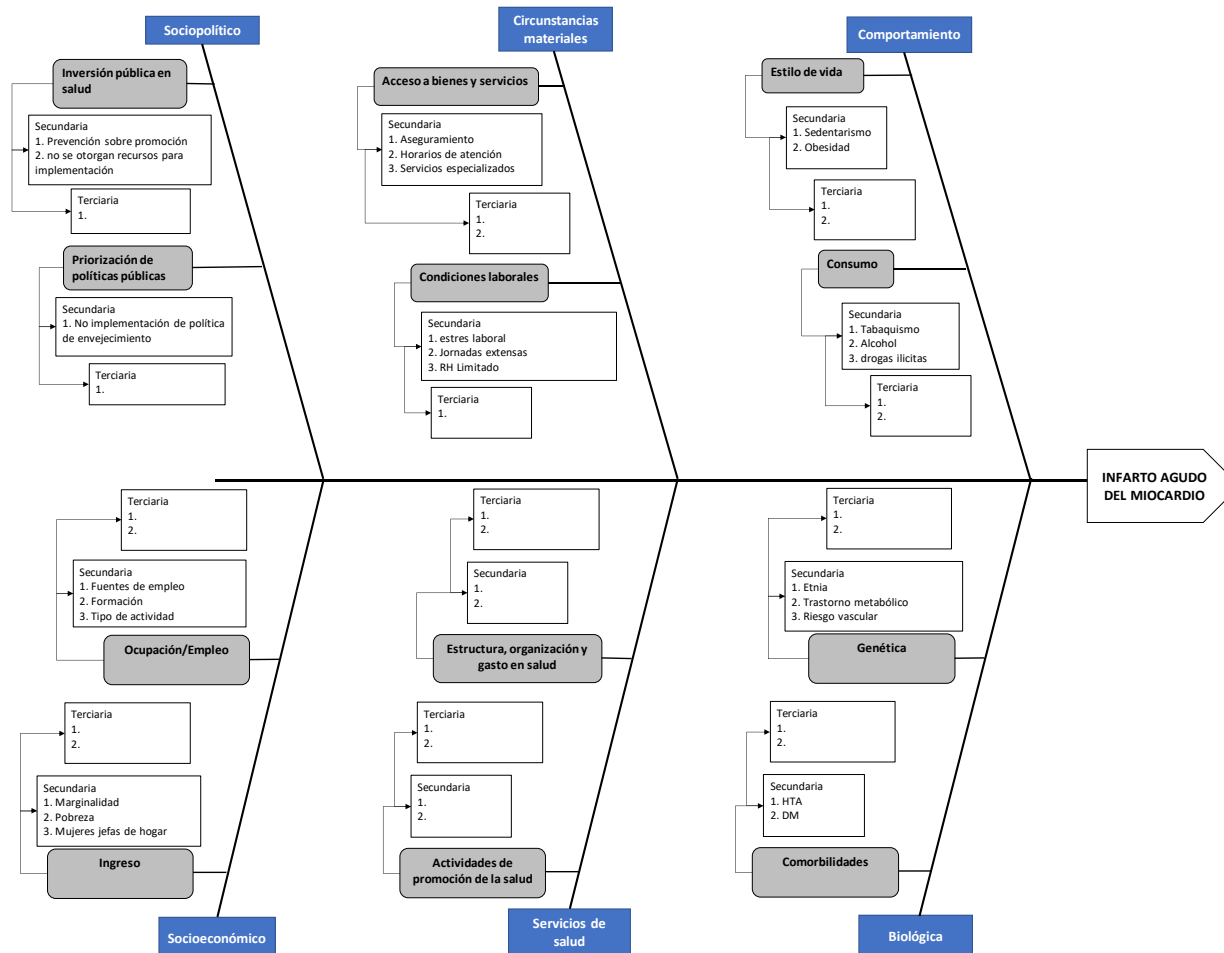 Sociopolítico
Inversión pública en
salud
Secundaria
1. Prevención sobre promoción
2. no se otorgan recursos para
implementación
Terciaria
1.
Priorización de
políticas públicas
Secundaria
1. No implementación de política
de envejecimiento
Terciaria
1.
Circunstancias
materiales
Acceso a bienes y servicios
Secundaria
1. Aseguramiento
2. Horarios de atención
3. Servicios especializados
Terciaria
1.
2.
Condiciones laborales
Secundaria
1. estres laboral
2. Jornadas extensas
3. RH Limitado
Terciaria
1.
Comportamiento
Estilo de vida
Secundaria
1. Sedentarismo
2. Obesidad
Terciaria
1.
2.
Consumo
Secundaria
1. Tabaquismo
2. Alcohol
3. drogas ilicitas
Terciaria
1.
2.
INFARTO AGUDO
DEL MIOCARDIO
Terciaria
1.
2.
Secundaria
1. Fuentes de empleo
2. Formación
3. Tipo de actividad
Ocupación/Empleo
Terciaria
1.
2.
Secundaria
1. Marginalidad
2. Pobreza
3. Mujeres jefas de hogar
Ingreso
Socioeconómico
Terciaria
1.
2.
Secundaria
1.
2.
Estructura, organización y
gasto en salud
Terciaria
1.
2.
Secundaria
1.
2.
Actividades de
promoción de la salud
Servicios de
salud
Terciaria
1.
2.
Secundaria
1. Etnia
2. Trastorno metabólico
3. Riesgo vascular
Genética
Terciaria
1.
2.
Secundaria
1. HTA
2. DM
Comorbilidades
Biológica